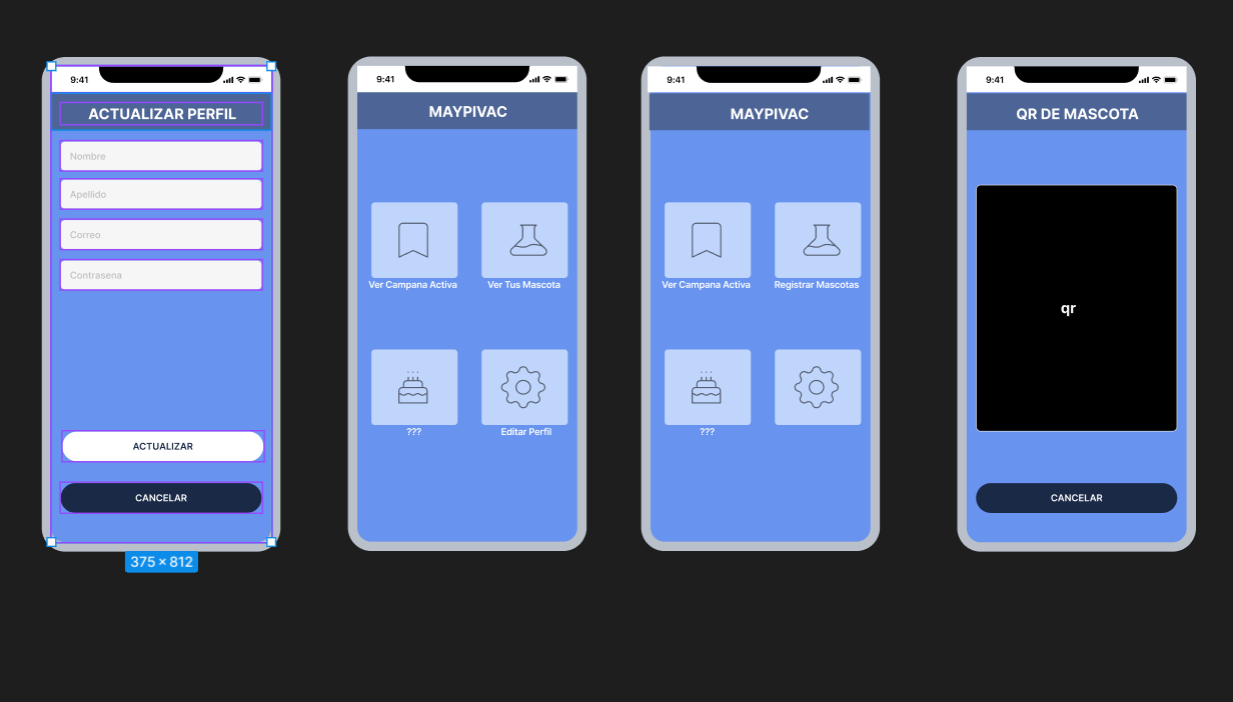 9:41
ACTUALIZAR PERFIL
Nombre
Apellido
Correo
Contrasena
ACTUALIZAR
CANCELAR
375 × 812
9:41
MAYPIVAC
Ver Campana Activa
Ver Tus Mascota
???
Editar Perfil
9:41
MAYPIVAC
Ver Campana Activa
Registrar Mascotas
???
9:41
QR DE MASCOTA
qr
CANCELAR